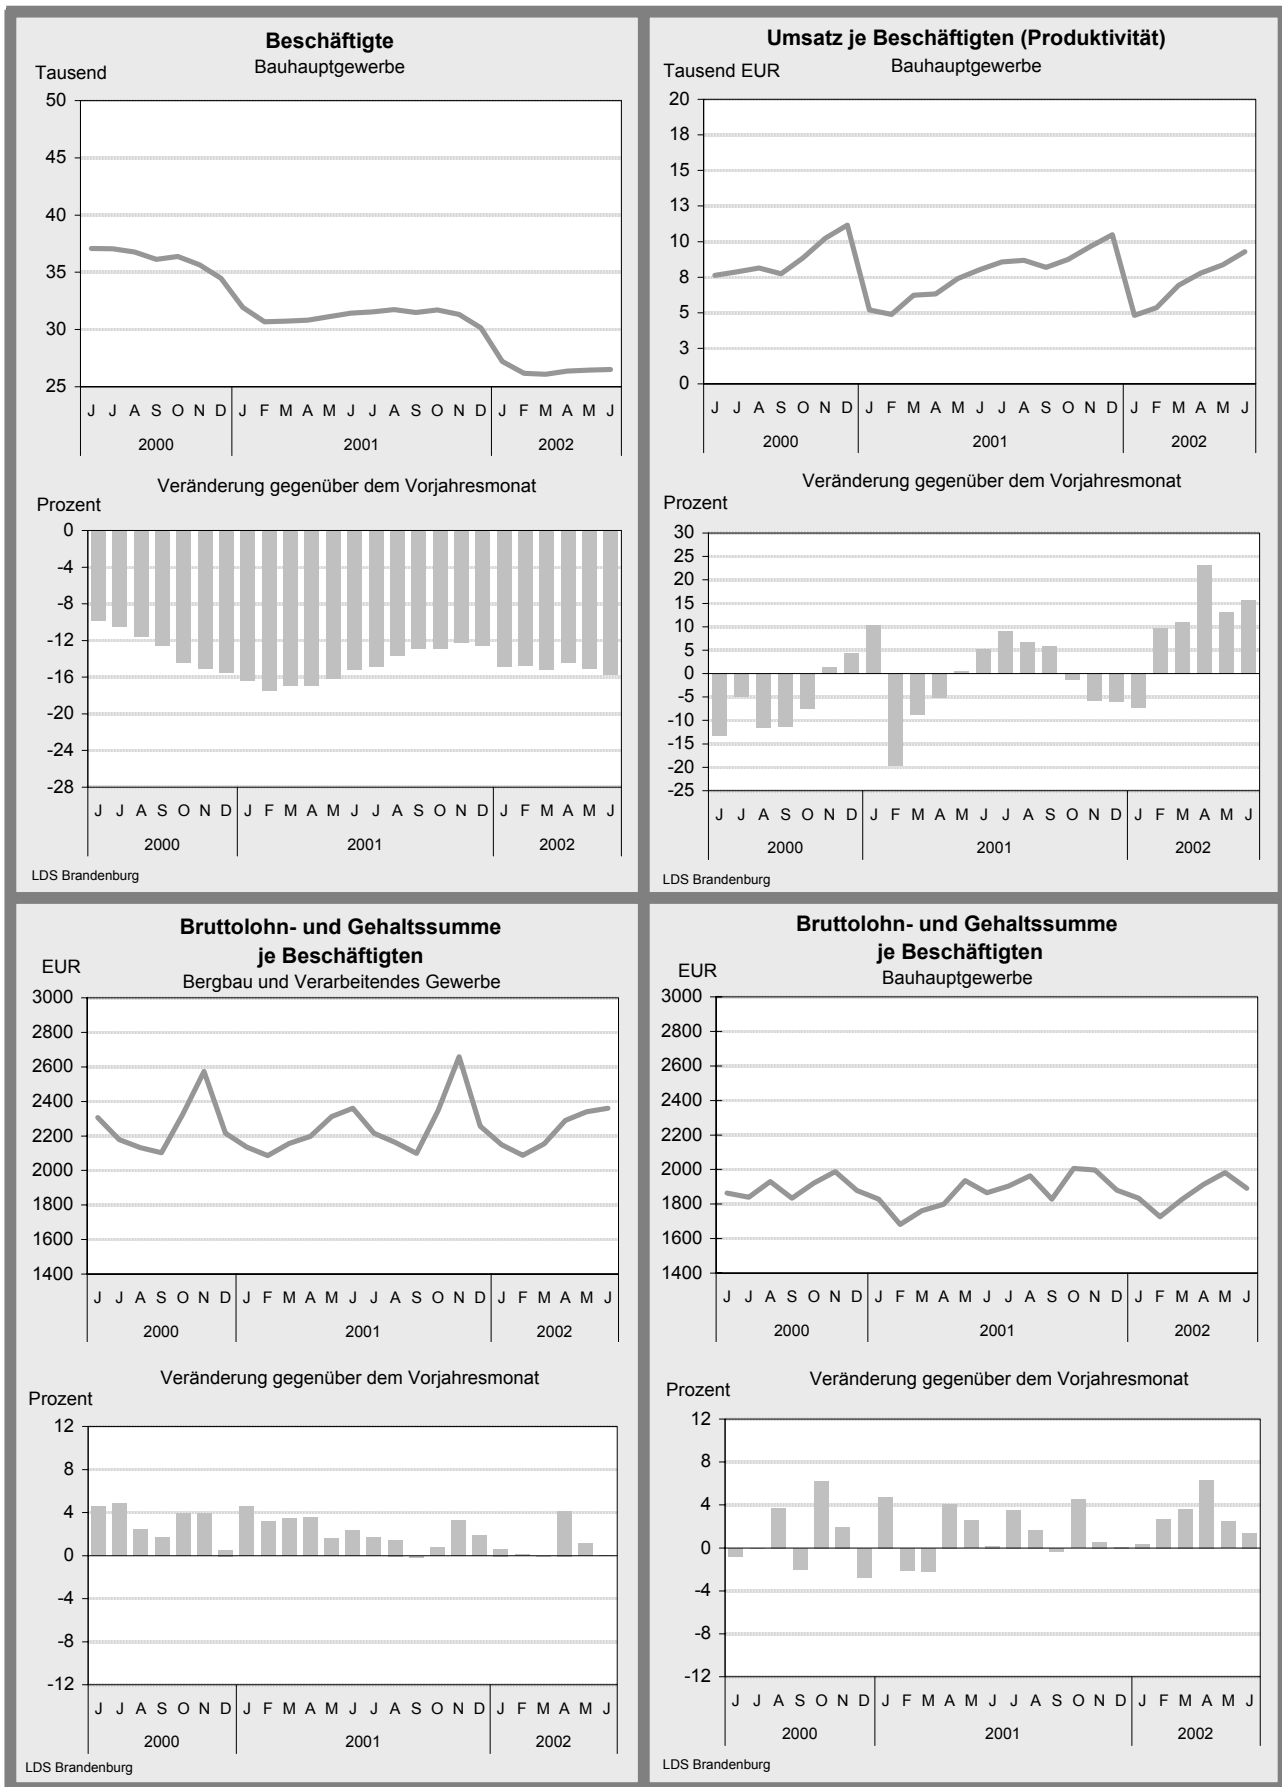 Beschäftigte
Bauhauptgewerbe
Tausend
50
45
40
35
30
25
J J A S O N D J F M A M J J A S O N D J F M A M J
2000 2001 2002
Veränderung gegenüber dem Vorjahresmonat
Prozent
0
-4
-8
-12
-16
-20
-24
-28
J J A S O N D J F M A M J J A S O N D J F M A M J
2000 2001 2002
LDS Brandenburg
Umsatz je Beschäftigten (Produktivität)
Bauhauptgewerbe
Tausend EUR
20
18
15
13
10
8
5
3
0
J J A S O N D J F M A M J J A S O N D J F M A M J
2000 2001 2002
Veränderung gegenüber dem Vorjahresmonat
Prozent
30
25
20
15
10
5
0
-5
-10
-15
-20
-25
J J A S O N D J F M A M J J A S O N D J F M A M J
2000 2001 2002
LDS Brandenburg
Bruttolohn- und Gehaltssumme
je Beschäftigten
Bergbau und Verarbeitendes Gewerbe
EUR
3000
2800
2600
2400
2200
2000
1800
1600
1400
J J A S O N D J F M A M J J A S O N D J F M A M J
2000 2001 2002
Veränderung gegenüber dem Vorjahresmonat
Prozent
12
8
4
0
-4
-8
-12
J J A S O N D J F M A M J J A S O N D J F M A M J
2000 2001 2002
LDS Brandenburg
Bruttolohn- und Gehaltssumme
je Beschäftigten
Bauhauptgewerbe
EUR
3000
2800
2600
2400
2200
2000
1800
1600
1400
J J A S O N D J F M A M J J A S O N D J F M A M J
2000 2001 2002
Veränderung gegenüber dem Vorjahresmonat
Prozent
12
8
4
0
-4
-8
-12
J J A S O N D J F M A M J J A S O N D J F M A M J
2000 2001 2002
LDS Brandenburg